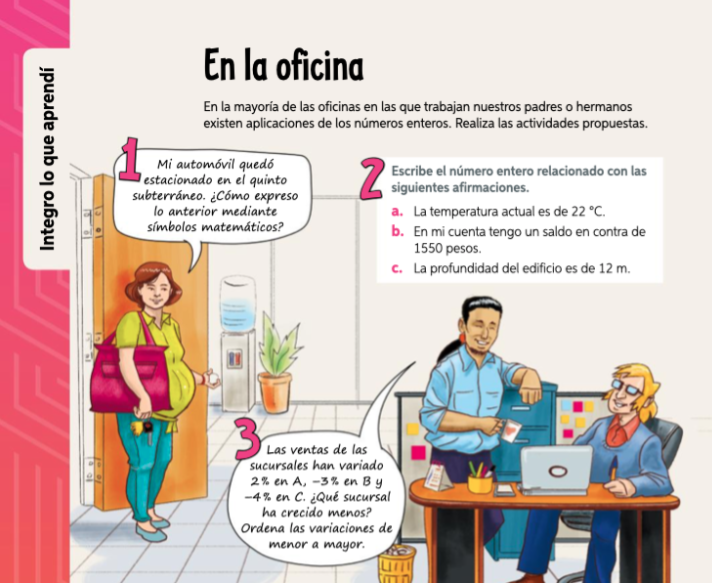 Integro lo que aprendí
En la oficina
En la mayoría de las oficinas en las que trabajan nuestros padres o hermanos
existen aplicaciones de los números enteros. Realiza las actividades propuestas.
1
Mi automóvil quedó
estacionado en el quinto
subterráneo. ¿Cómo expreso
lo anterior mediante
símbolos matemáticos?
2
Escribe el número entero relacionado con las
siguientes afirmaciones.
a. La temperatura actual es de 22 °C.
b. En mi cuenta tengo un saldo en contra de
1550 pesos.
c. La profundidad del edificio es de 12 m.
3
Las ventas de las
sucursales han variado
2 % en A, −3 % en B y
−4 % en C. ¿Qué sucursal
ha crecido menos?
Ordena las variaciones de
menor a mayor.